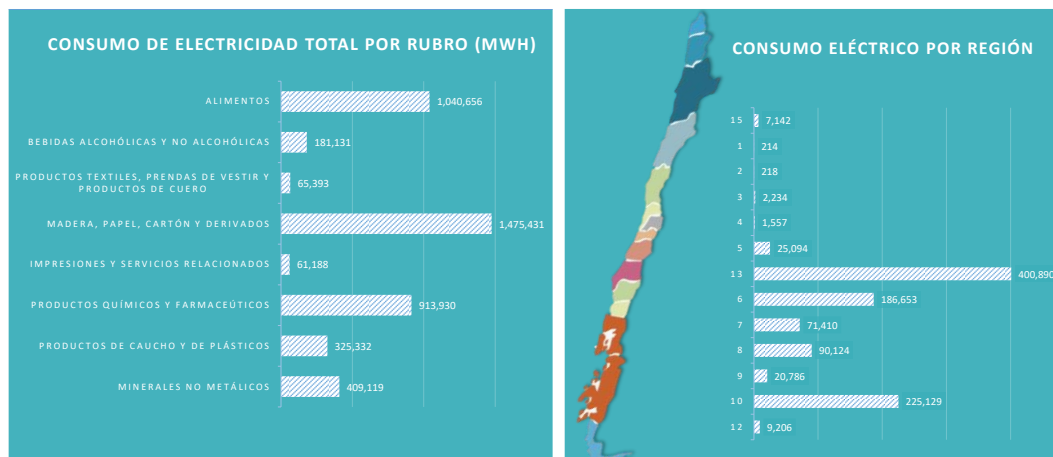 CONSUMO DE ELECTRICIDAD TOTAL POR RUBRO (MWH)
ALIMENTOS
1,040,656
BEBIDAS ALCOHÓLICAS Y NO ALCOHÓLICAS
181,131
PRODUCTOS TEXTILES, PRENDAS DE VESTIR Y
PRODUCTOS DE CUERO
65,393
MADERA, PAPEL, CARTÓN Y DERIVADOS
1,475,431
IMPRESIONES Y SERVICIOS RELACIONADOS
61,188
PRODUCTOS QUÍMICOS Y FARMACEÚTICOS
913,930
PRODUCTOS DE CAUCHO Y DE PLÁSTICOS
325,332
MINERALES NO METÁLICOS
409,119
CONSUMO ELÉCTRICO POR REGIÓN
15 7,142
1 214
2 218
3 2,234
4 1,557
5 25,094
13 400,890
6 186,653
7 71,410
8 90,124
9 20,786
10 225,129
12 9,206